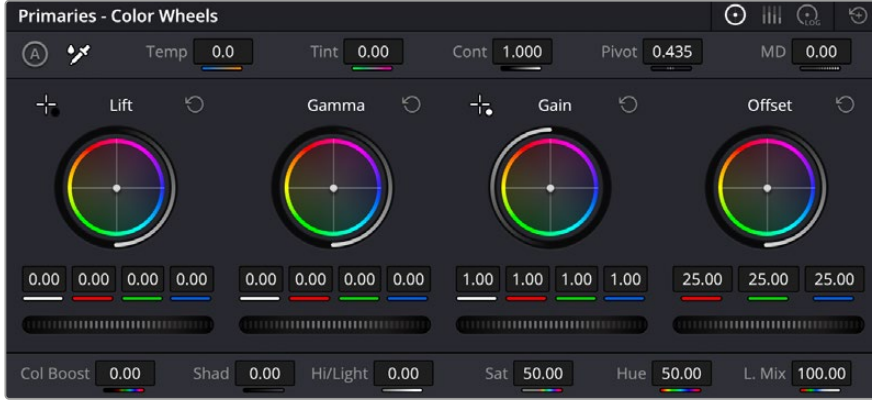 Primaries - Color Wheels
LOG
A Temp 0.0 Tint 0.00 Cont 1.000 Pivot 0.435 MD 0.00
Lift Gamma Gain Offset
0.00 0.00 0.00 0.00 0.00 0.00 0.00 0.00 1.00 1.00 1.00 1.00 25.00 25.00 25.00
Col Boost 0.00 Shad 0.00 Hi/Light 0.00 Sat 50.00 Hue 50.00 L. Mix 100.00